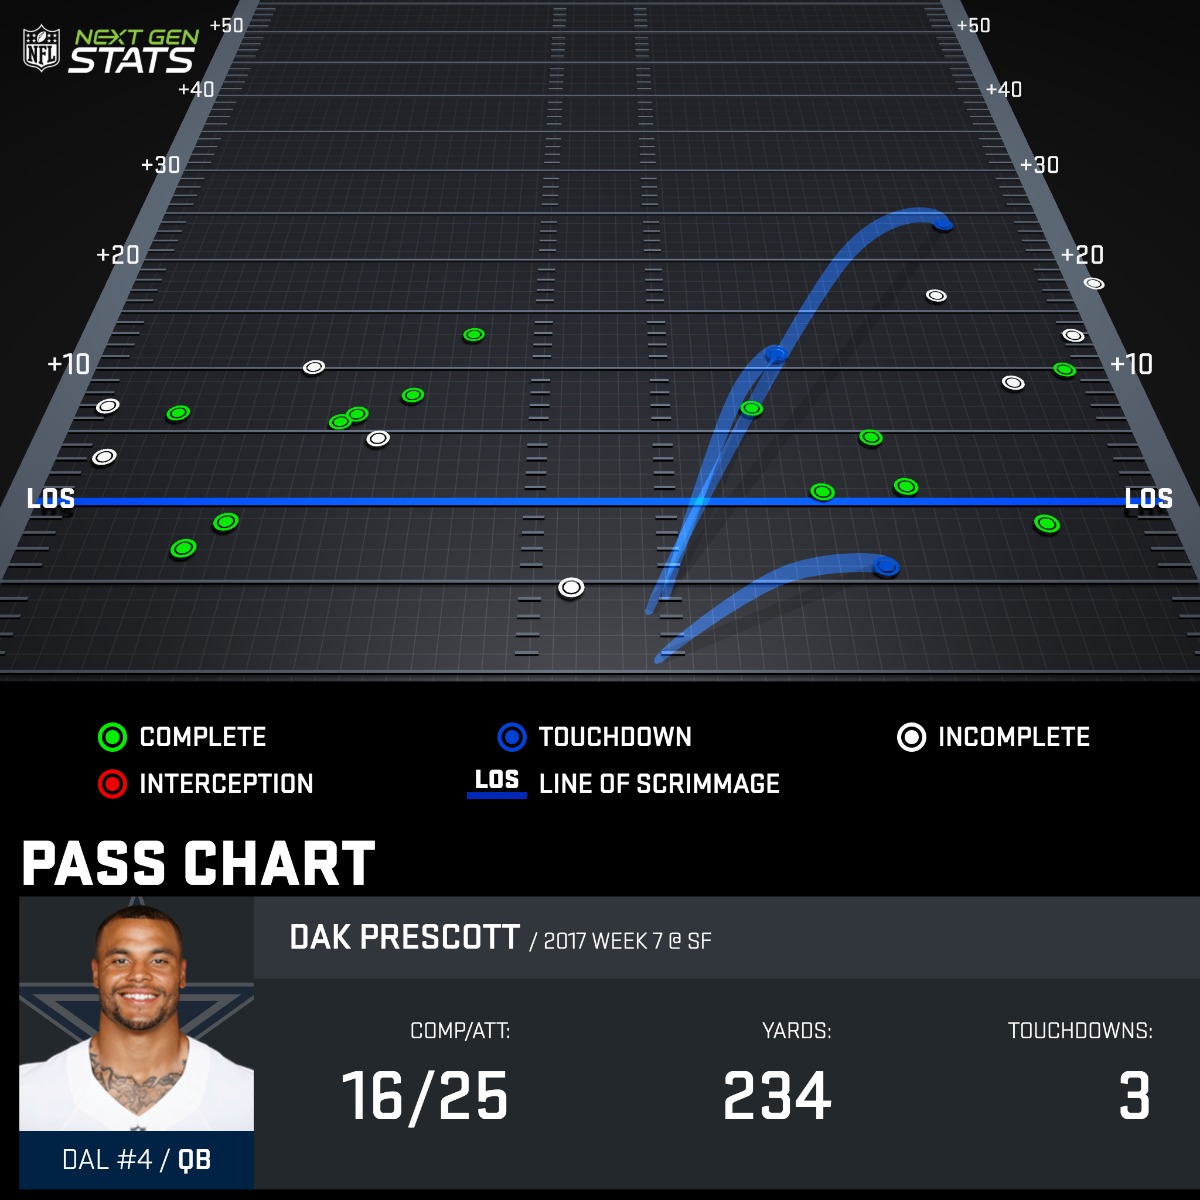 NFL
NEXT GEN
STATS
+50 +50
+40 +40
+30 +30
+20 +20
+10 +10
LOS LOS
COMPLETE TOUCHDOWN INCOMPLETE
INTERCEPTION LOS LINE OF SCRIMMAGE
PASS CHART
DAK PRESCOTT / 2017 WEEK 7 @ SF
COMP/ATT: YARDS: TOUCHDOWNS:
16/25 234 3
DAL #4 / QB